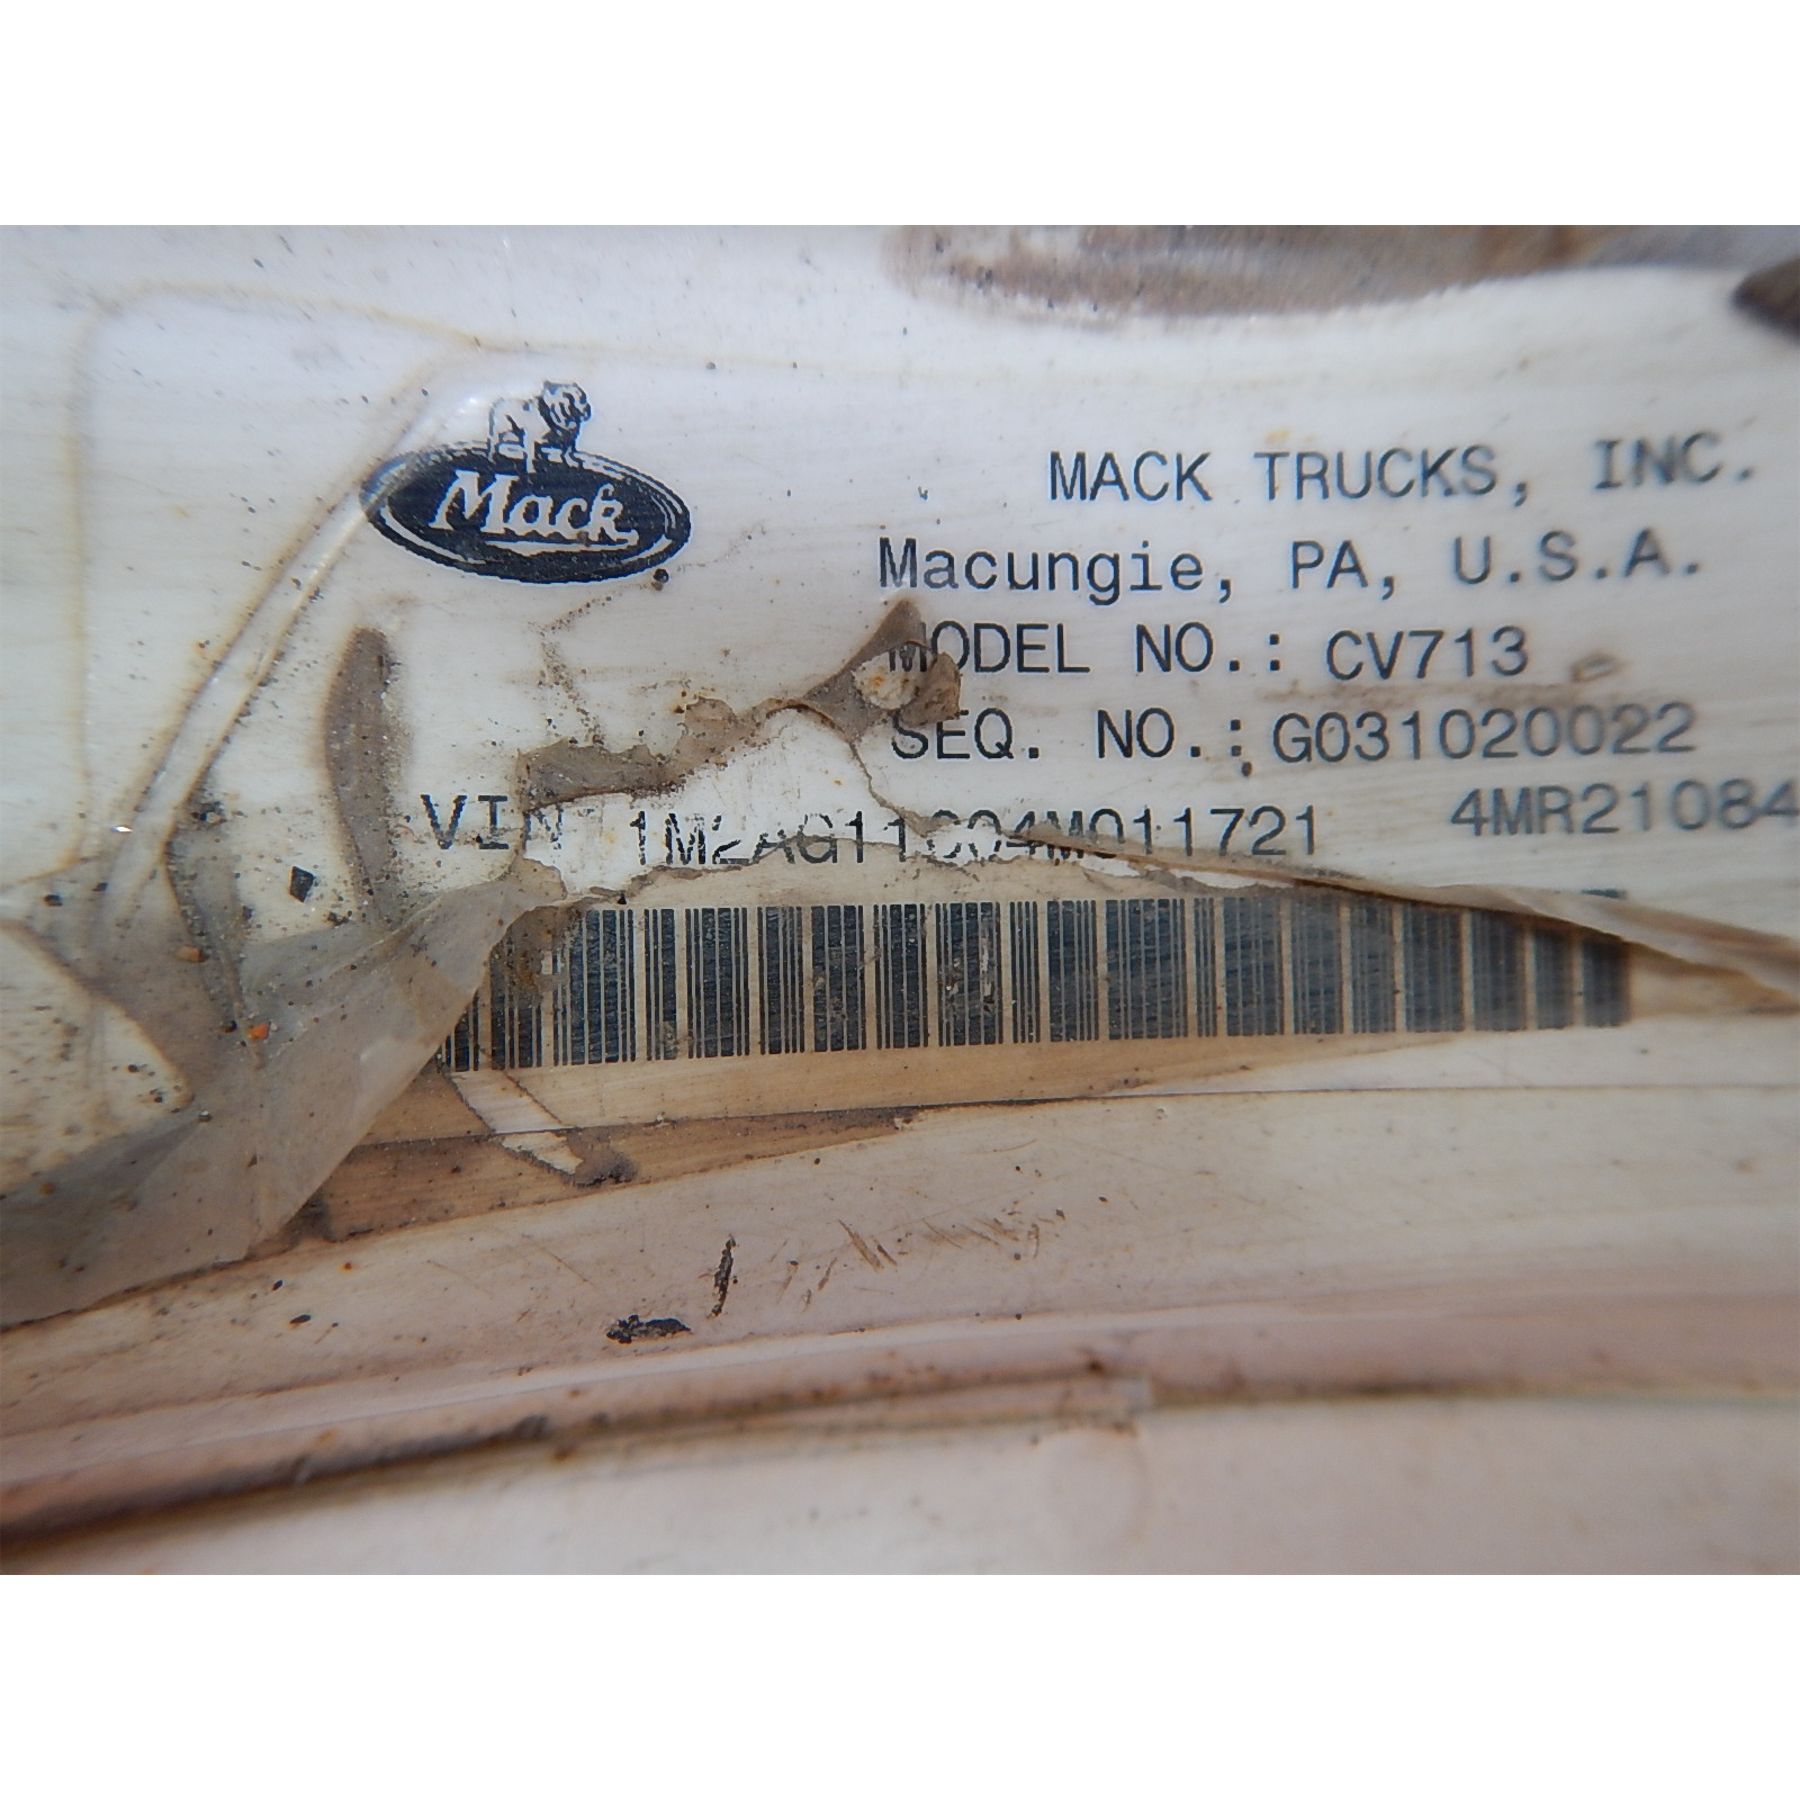 Mack
MACK TRUCKS, INC.
Macungie, PA, U.S.A.
MODEL NO.: CV713
SEQ. NO.: G031020022
VIN 1M2AG11C04M011721 4MR21084